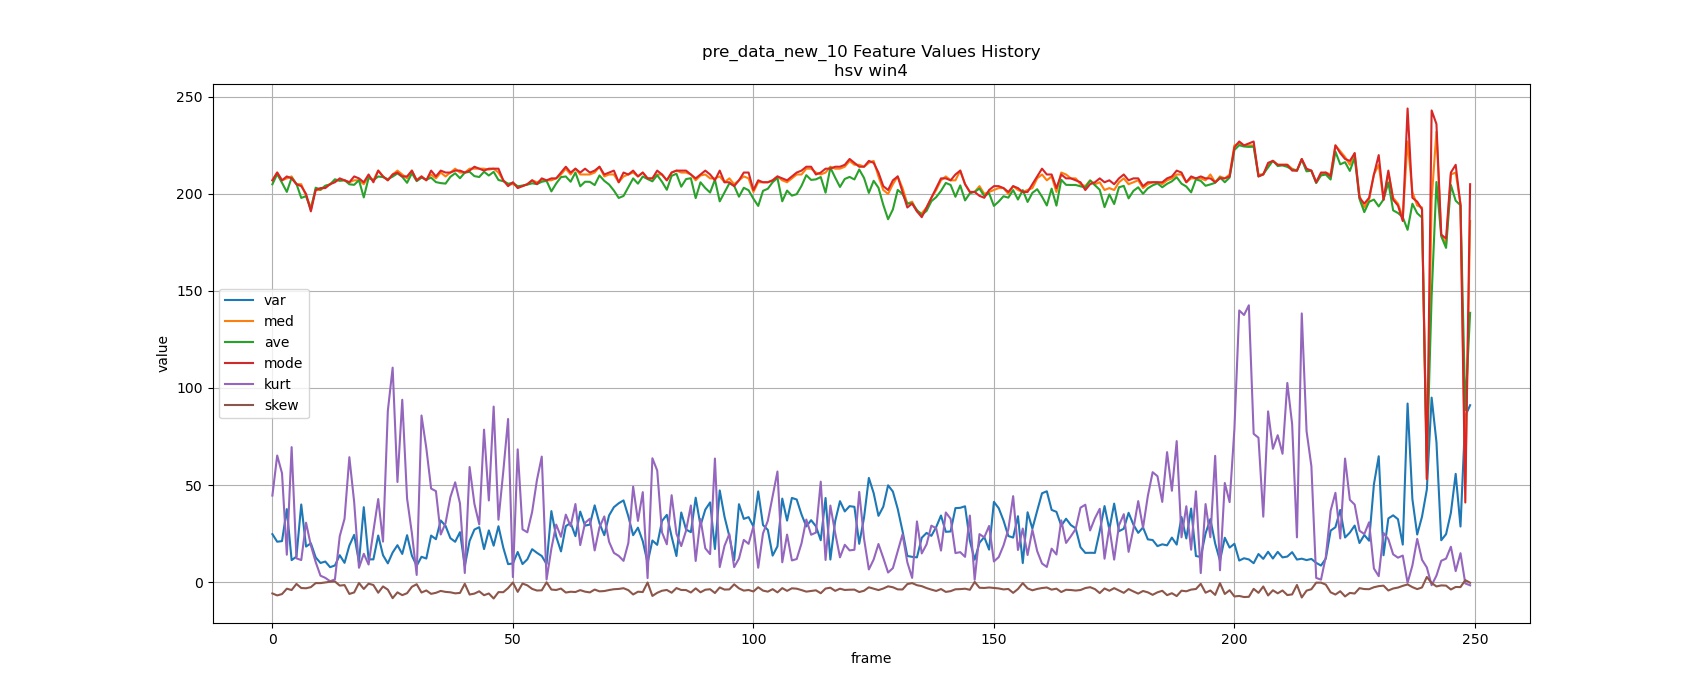 pre_data_new_10 Feature Values History
hsv win4
250
200
150
100
50
0
value
var
med
ave
mode
kurt
skew
0
50
100
150
200
250
frame